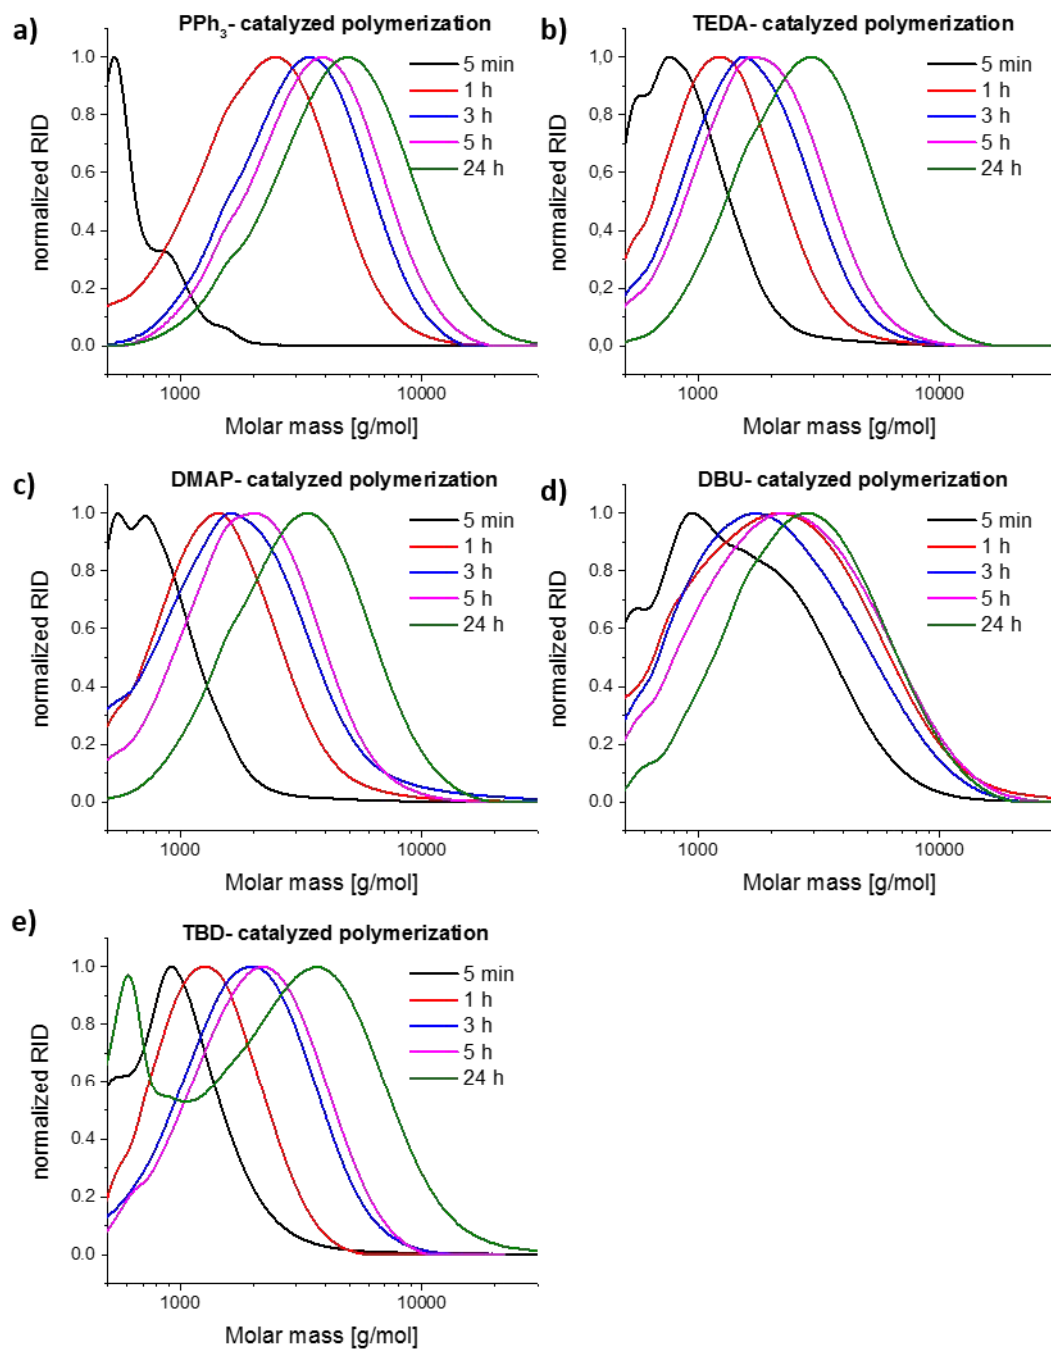 a)
PPh₃- catalyzed polymerization
1.0
0.8
0.6
0.4
0.2
0.0
normalized RID
5 min
1 h
3 h
5 h
24 h
1000 10000
Molar mass [g/mol]
b)
TEDA- catalyzed polymerization
1.0
0.8
0.6
0.4
0,2
0,0
normalized RID
5 min
1 h
3 h
5 h
24 h
1000 10000
Molar mass [g/mol]
c)
DMAP- catalyzed polymerization
1.0
0.8
0.6
0.4
0.2
0.0
normalized RID
5 min
1 h
3 h
5 h
24 h
1000 10000
Molar mass [g/mol]
d)
DBU- catalyzed polymerization
1.0
0.8
0.6
0.4
0.2
0.0
normalized RID
5 min
1 h
3 h
5 h
24 h
1000 10000
Molar mass [g/mol]
e)
TBD- catalyzed polymerization
1.0
0.8
0.6
0.4
0.2
0.0
normalized RID
5 min
1 h
3 h
5 h
24 h
1000 10000
Molar mass [g/mol]